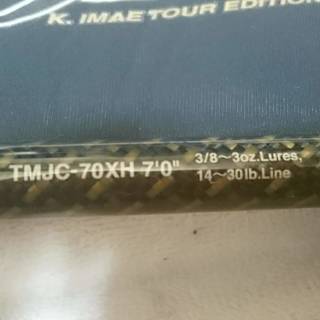 K. IMAE TOUR EDITION
TMJC-70XH 7'0" 3/8~3oz.Lures,
14~30lb.Line